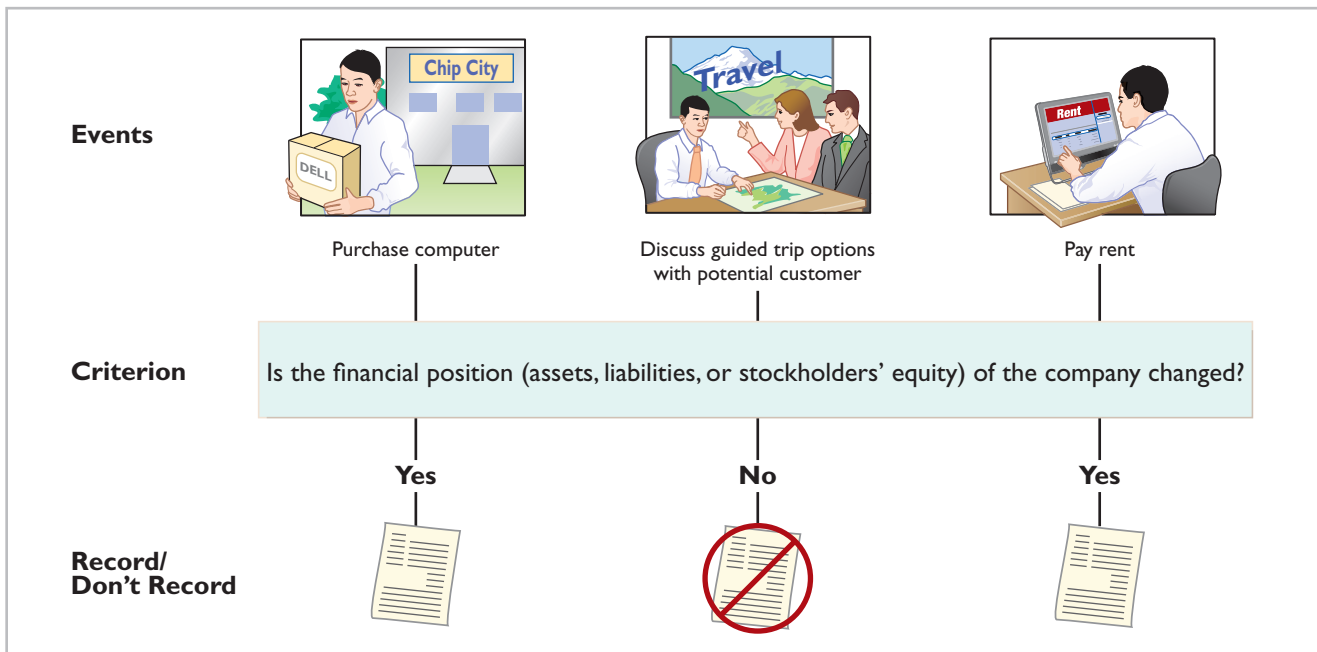 Chip City
DELL
Travel
Rent
Events
Purchase computer
Discuss guided trip options
with potential customer
Pay rent
Criterion
Is the financial position (assets, liabilities, or stockholders’ equity) of the company changed?
Yes
No
Yes
Record/
Don’t Record